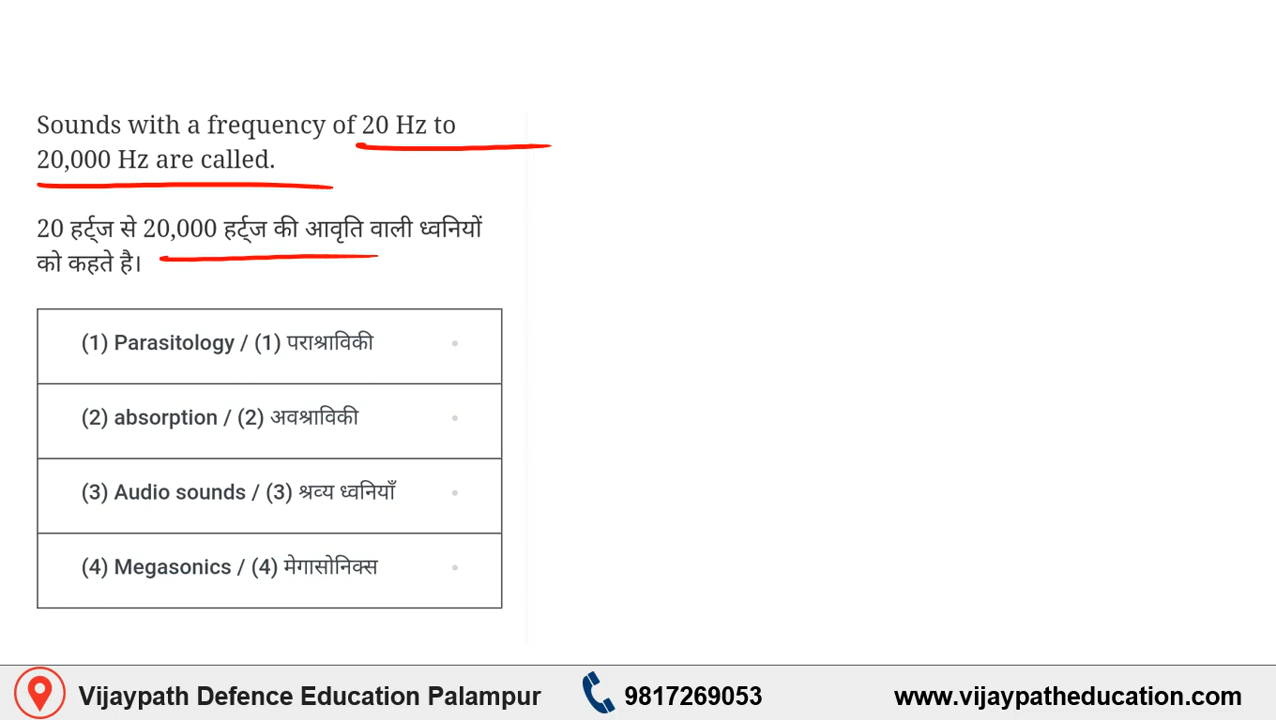 Sounds with a frequency of 20 Hz to
20,000 Hz are called.
20 हर्ट्ज से 20,000 हर्ट्ज की आवृति वाली ध्वनियों
को कहते है।
(1) Parasitology / (1) पराश्राविकी
(2) absorption / (2) अवश्राविकी
(3) Audio sounds / (3) श्रव्य ध्वनियाँ
(4) Megasonics / (4) मेगासोनिक्स
Vijaypath Defence Education Palampur 9817269053 www.vijaypatheducation.com